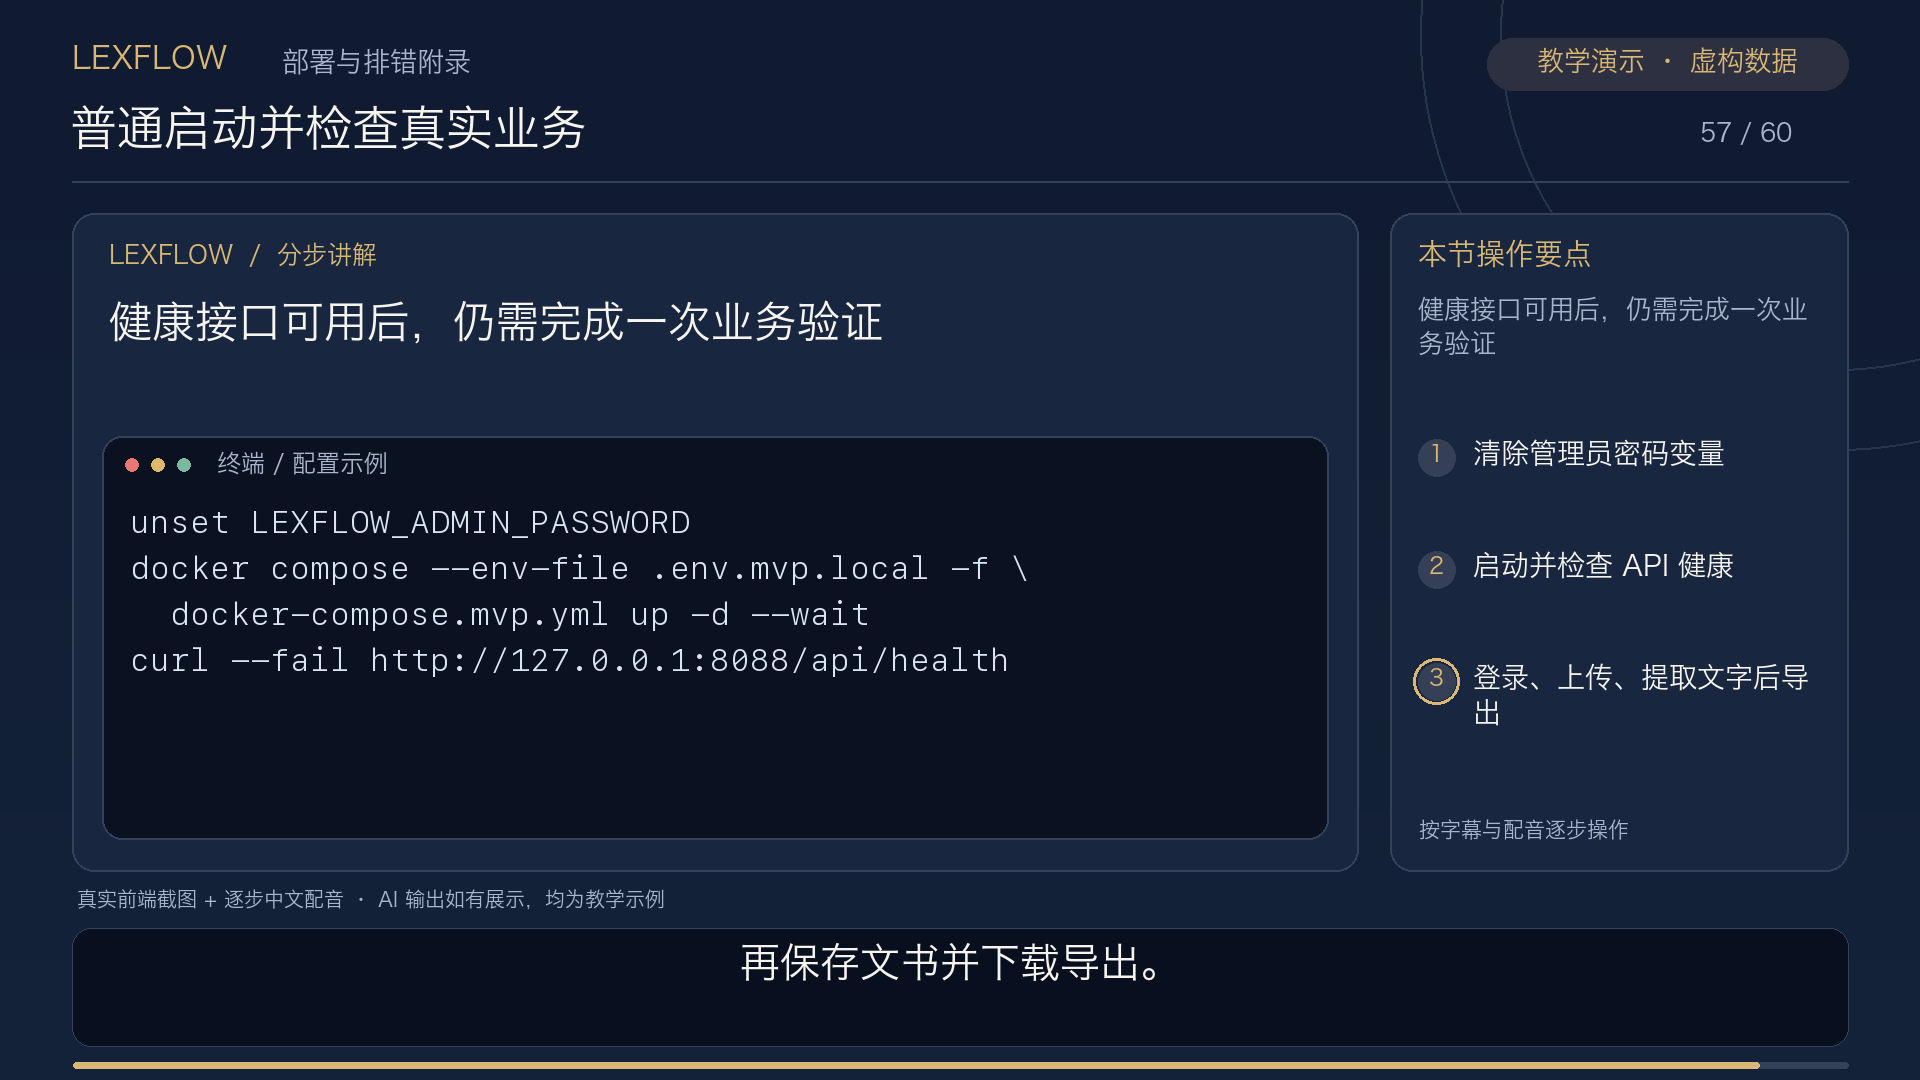 LEXFLOW 部署与排错附录
教学演示 · 虚构数据
普通启动并检查真实业务
57 / 60
LEXFLOW / 分步讲解
健康接口可用后，仍需完成一次业务验证
终端 / 配置示例
unset LEXFLOW_ADMIN_PASSWORD
docker compose --env-file .env.mvp.local -f \
  docker-compose.mvp.yml up -d --wait
curl --fail http://127.0.0.1:8088/api/health
本节操作要点
健康接口可用后，仍需完成一次业
务验证
1 清除管理员密码变量
2 启动并检查 API 健康
3 登录、上传、提取文字后导
出
按字幕与配音逐步操作
真实前端截图 + 逐步中文配音 · AI 输出如有展示，均为教学示例
再保存文书并下载导出。